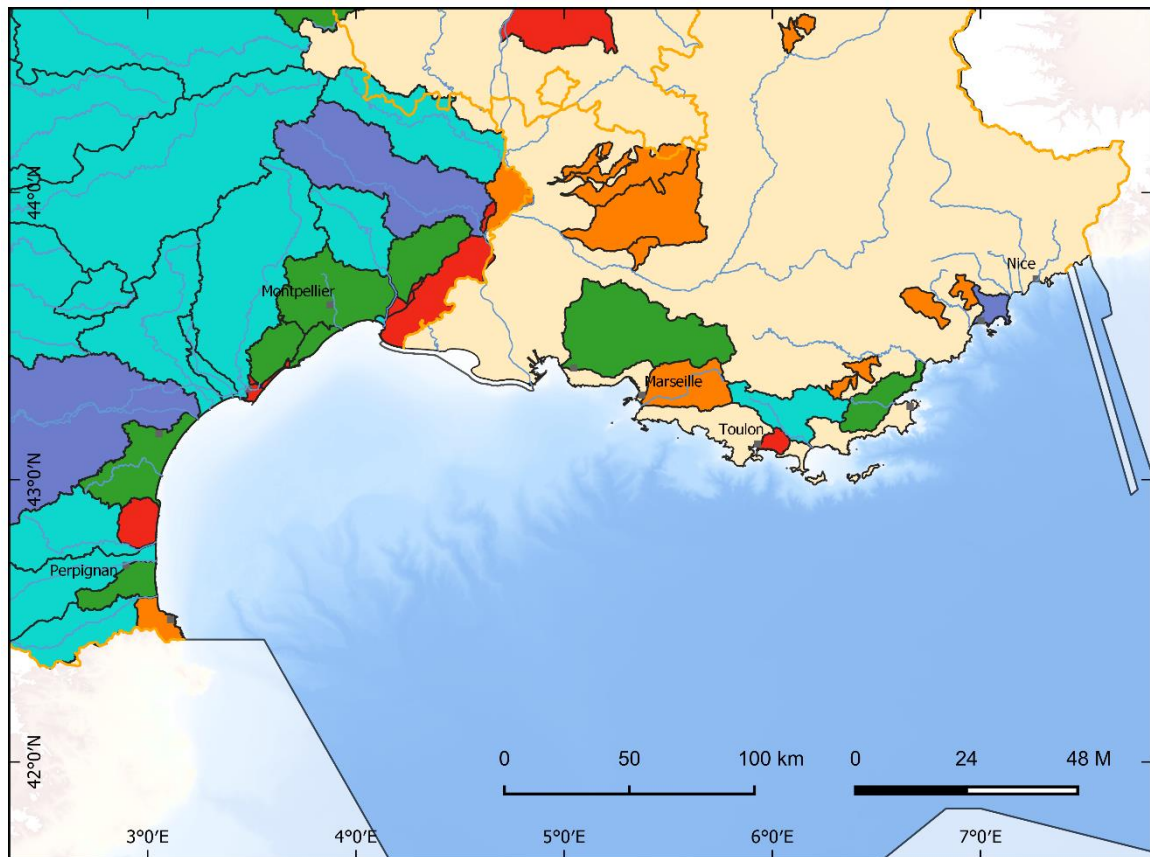 44°0′N
Nice
Montpellier
Marseille
Toulon
43°0′N
Perpignan
42°0′N
0 50 100 km
0 24 48 M
3°0′E 4°0′E 5°0′E 6°0′E 7°0′E